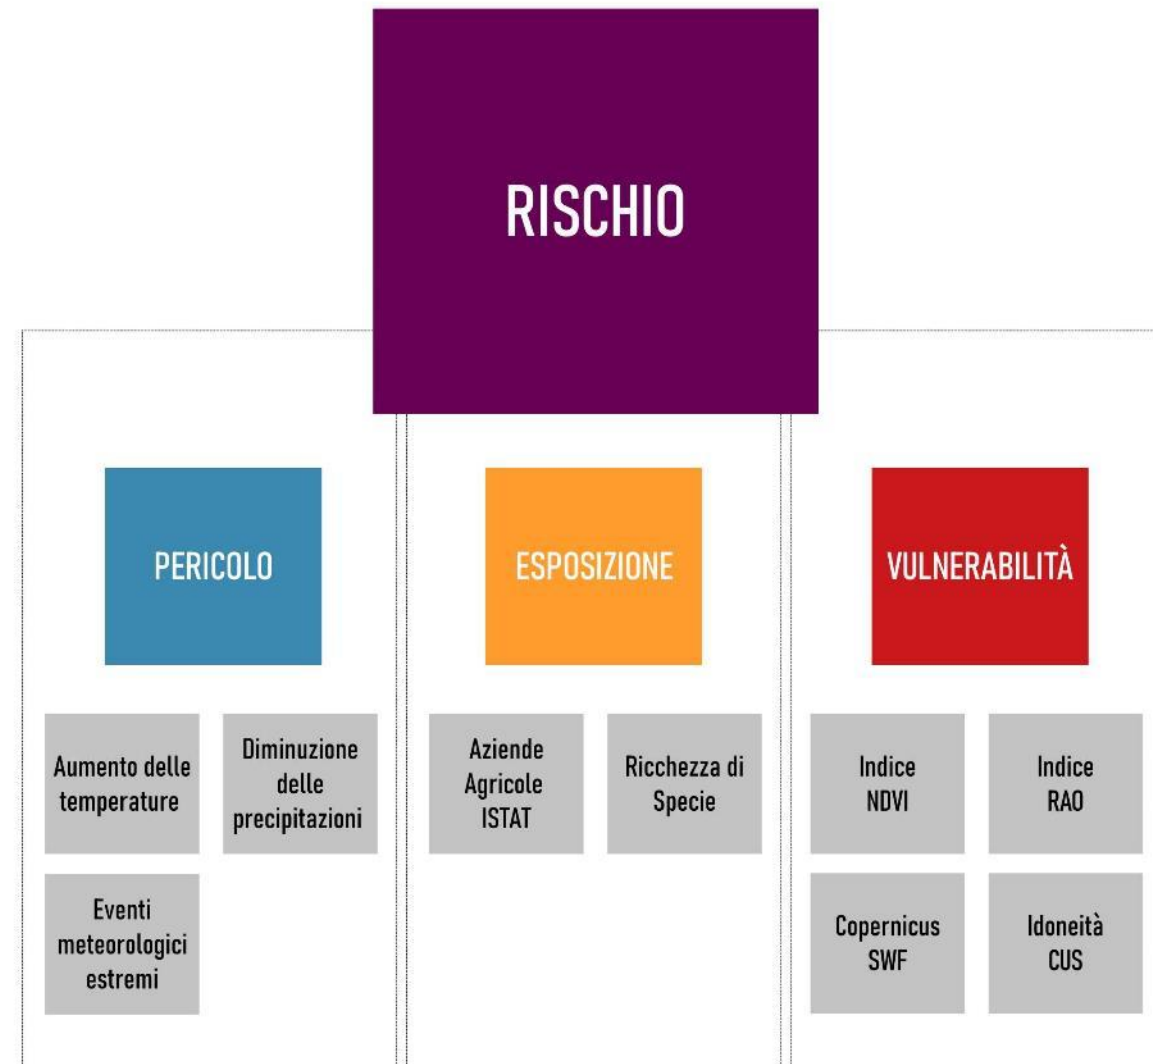 RISCHIO
PERICOLO
ESPOSIZIONE
VULNERABILITÀ
Aumento delle
temperature
Diminuzione
delle
precipitazioni
Eventi
meteorologici
estremi
Aziende
Agricole
ISTAT
Ricchezza di
Specie
Indice
NDVI
Indice
RAO
Copernicus
SWF
Idoneità
CUS